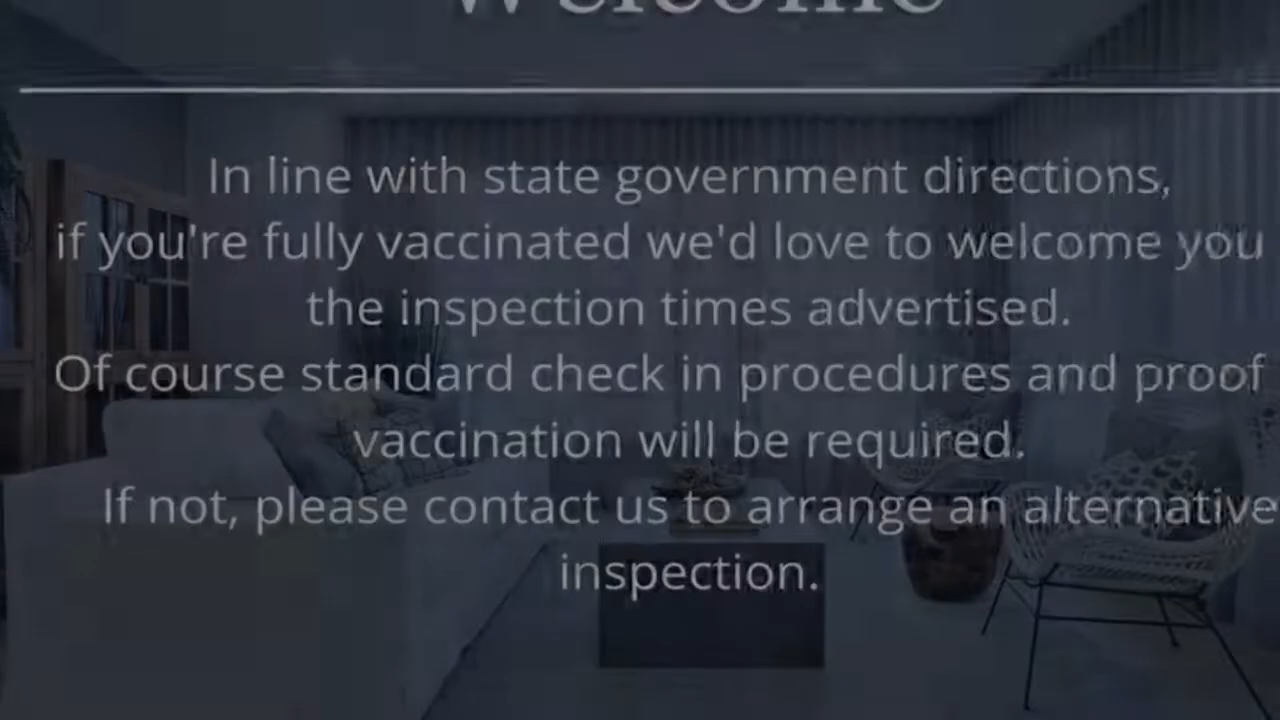 Welcome
In line with state government directions,
if you're fully vaccinated we'd love to welcome you
the inspection times advertised.
Of course standard check in procedures and proof
vaccination will be required.
If not, please contact us to arrange an alternative
inspection.